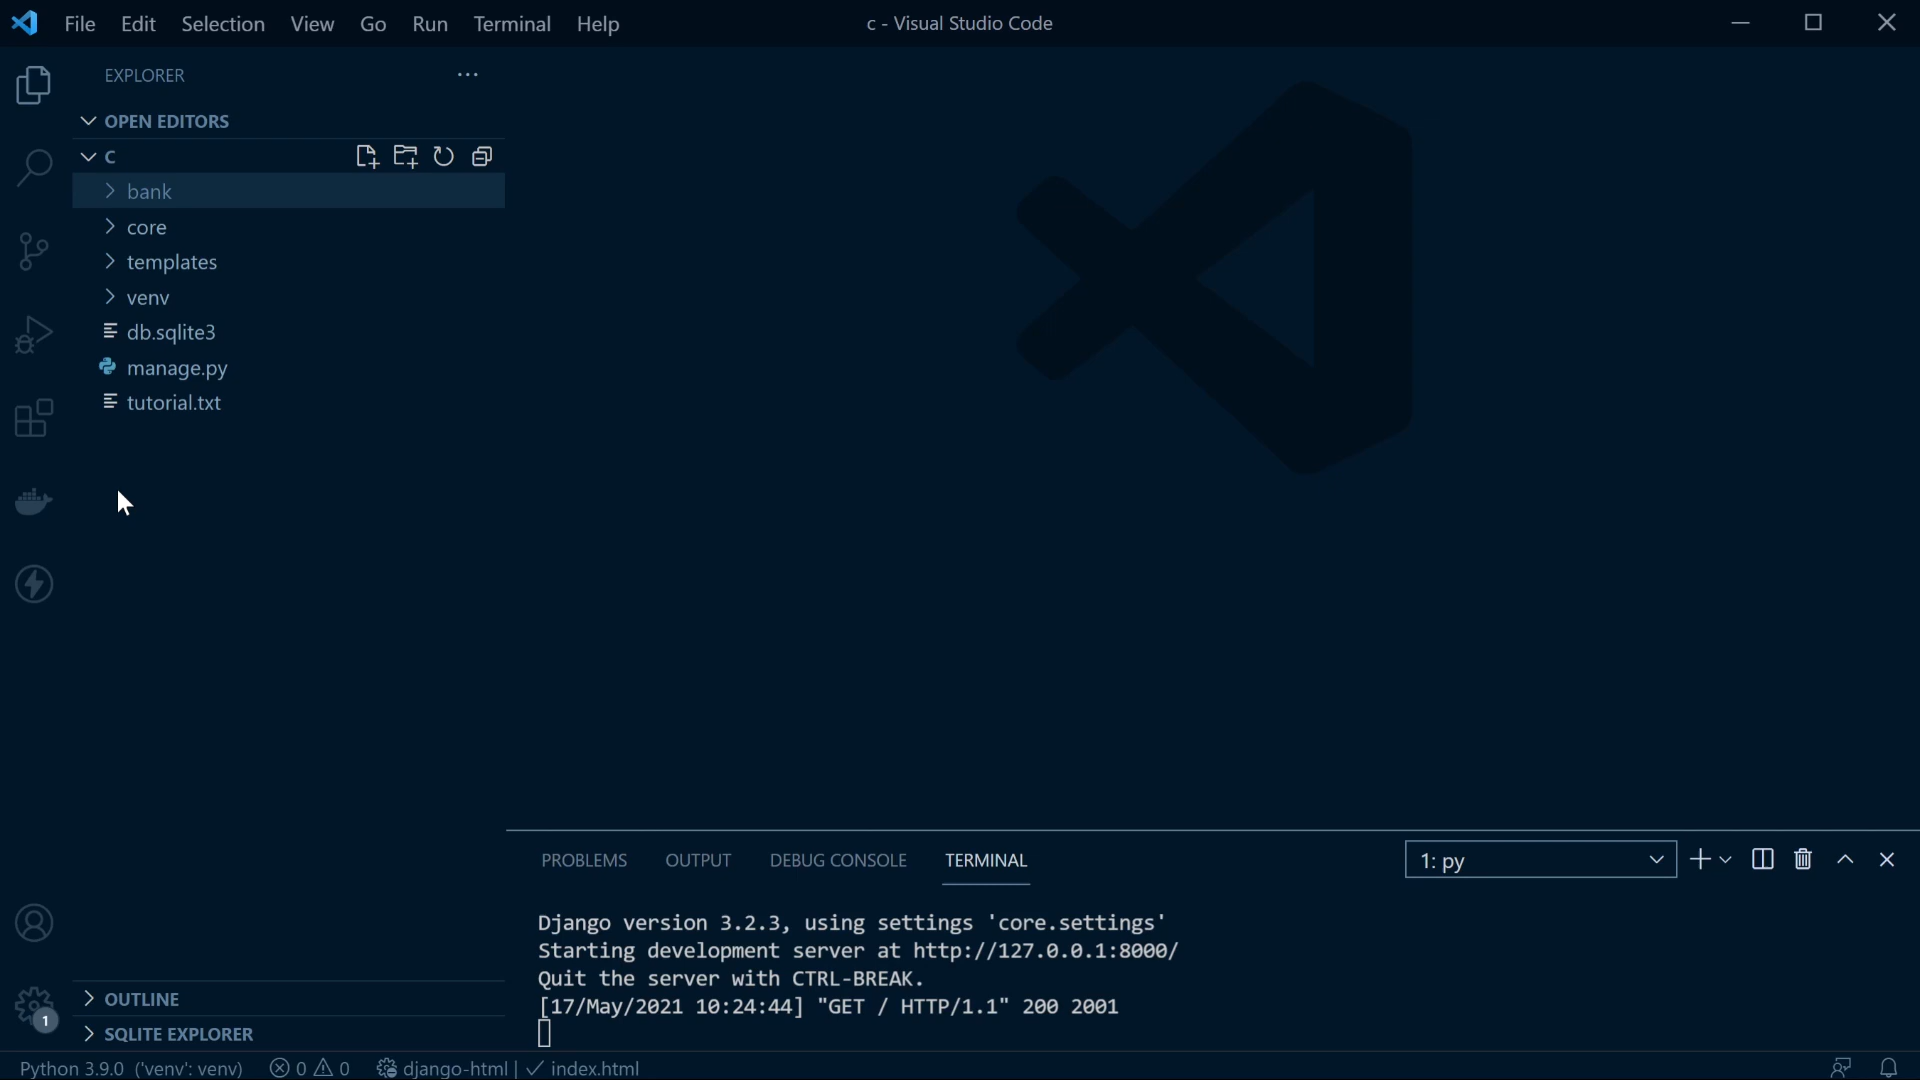 File Edit Selection View Go Run Terminal Help
c - Visual Studio Code
EXPLORER
OPEN EDITORS
C
bank
core
templates
venv
db.sqlite3
manage.py
tutorial.txt
PROBLEMS OUTPUT DEBUG CONSOLE TERMINAL
1: py
Django version 3.2.3, using settings 'core.settings'
Starting development server at http://127.0.0.1:8000/
Quit the server with CTRL-BREAK.
[17/May/2021 10:24:44] "GET / HTTP/1.1" 200 2001
OUTLINE
1
SQLITE EXPLORER
Python 3.9.0 ('venv': venv) 0 0 django-html | index.html